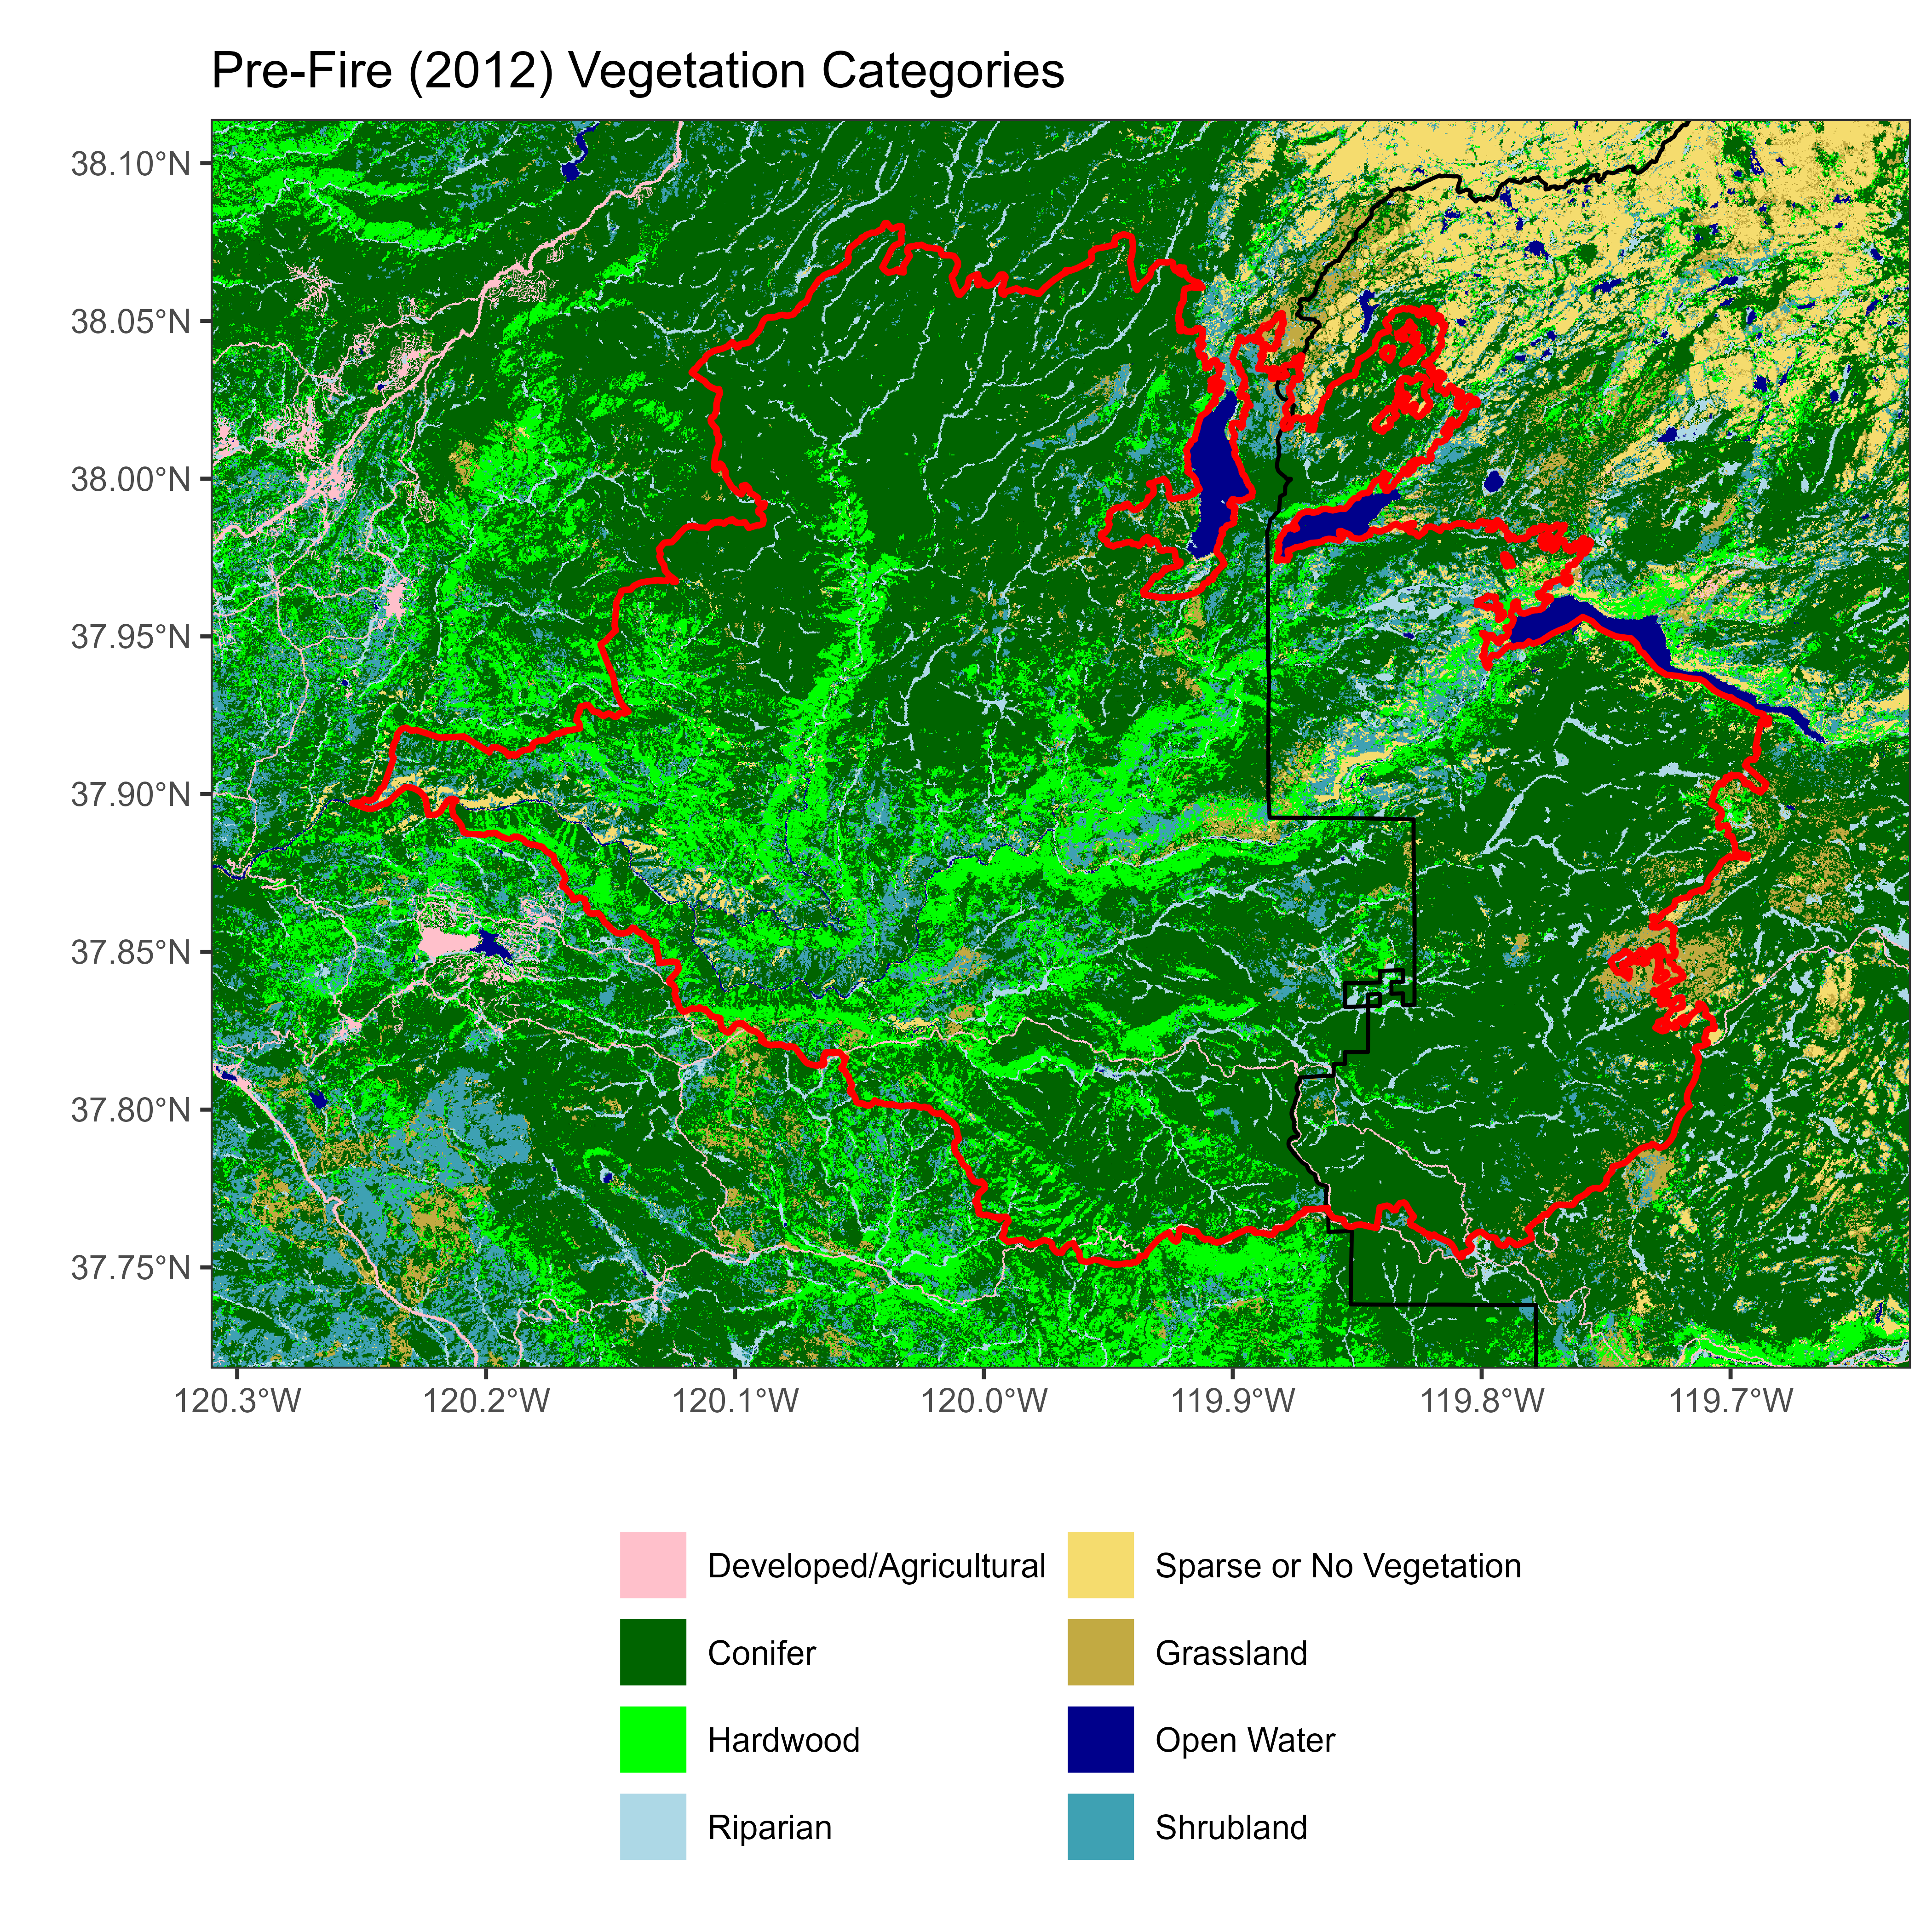 Pre-Fire (2012) Vegetation Categories
38.10°N
38.05°N
38.00°N
37.95°N
37.90°N
37.85°N
37.80°N
37.75°N
120.3°W 120.2°W 120.1°W 120.0°W 119.9°W 119.8°W 119.7°W
Developed/Agricultural Sparse or No Vegetation
Conifer Grassland
Hardwood Open Water
Riparian Shrubland